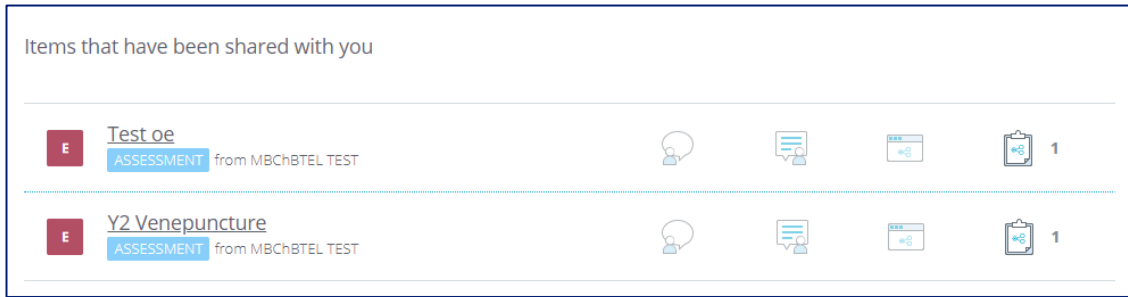 Items that have been shared with you
E Test oe 1
ASSESSMENT from MBChBTEL TEST
E Y2 Venepuncture 1
ASSESSMENT from MBChBTEL TEST